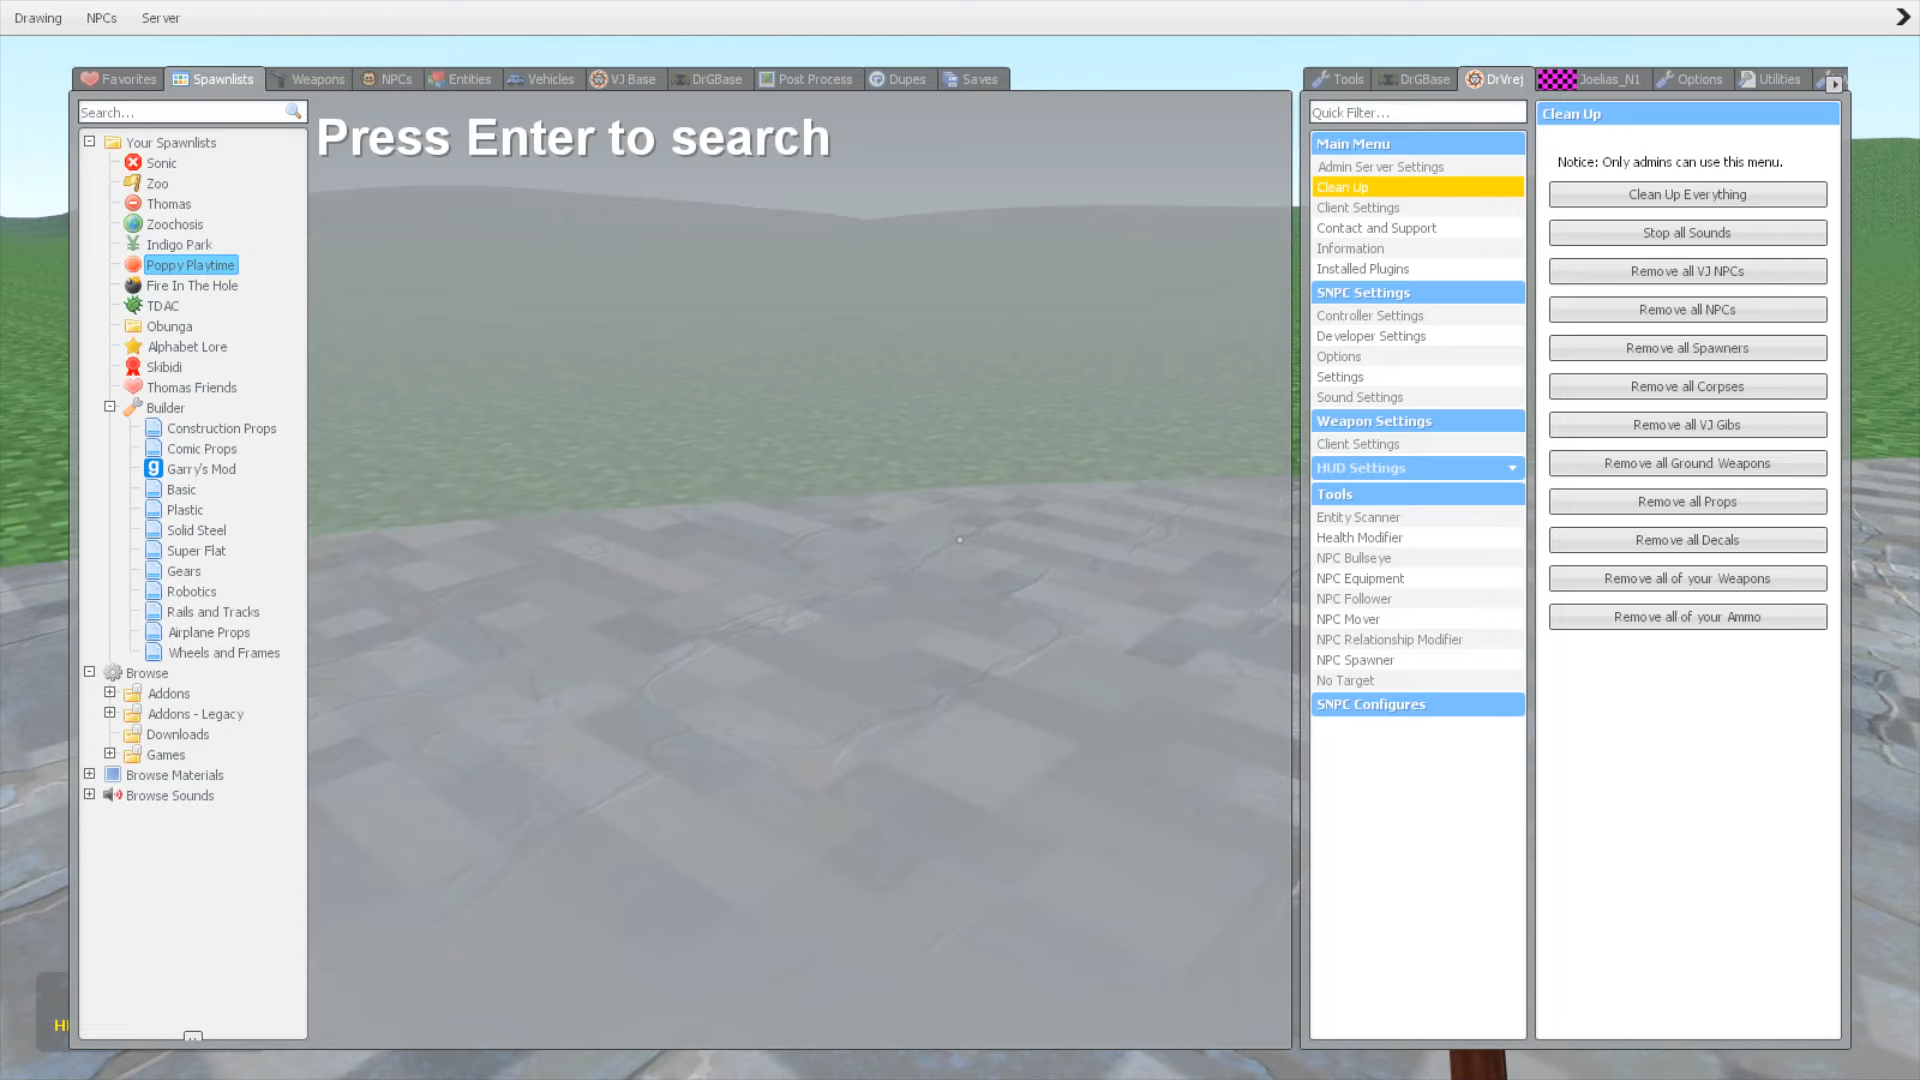 Drawing NPCs Server
Favorites Spawnlists Weapons NPCs Entities Vehicles VJ Base DrGBase Post Process Dupes Saves
Search...
Your Spawnlists
Sonic
Zoo
Thomas
Zoochosis
Indigo Park
Poppy Playtime
Fire In The Hole
TDAC
Obunga
Alphabet Lore
Skibidi
Thomas Friends
Builder
Construction Props
Comic Props
Garry's Mod
Basic
Plastic
Solid Steel
Super Flat
Gears
Robotics
Rails and Tracks
Airplane Props
Wheels and Frames
Browse
Addons
Addons - Legacy
Downloads
Games
Browse Materials
Browse Sounds
Press Enter to search
Tools DrGBase DrVrej Joelias_N1 Options Utilities
Quick Filter...
Main Menu
Admin Server Settings
Clean Up
Client Settings
Contact and Support
Information
Installed Plugins
SNPC Settings
Controller Settings
Developer Settings
Options
Settings
Sound Settings
Weapon Settings
Client Settings
HUD Settings
Tools
Entity Scanner
Health Modifier
NPC Bullseye
NPC Equipment
NPC Follower
NPC Mover
NPC Relationship Modifier
NPC Spawner
No Target
SNPC Configures
Clean Up
Notice: Only admins can use this menu.
Clean Up Everything
Stop all Sounds
Remove all VJ NPCs
Remove all NPCs
Remove all Spawners
Remove all Corpses
Remove all VJ Gibs
Remove all Ground Weapons
Remove all Props
Remove all Decals
Remove all of your Weapons
Remove all of your Ammo